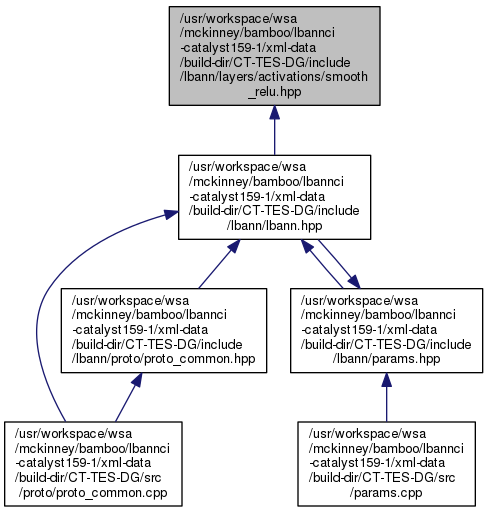 /usr/workspace/wsa
/mckinney/bamboo/lbannci
-catalyst159-1/xml-data
/build-dir/CT-TES-DG/include
/lbann/layers/activations/smooth
_relu.hpp
/usr/workspace/wsa
/mckinney/bamboo/lbannci
-catalyst159-1/xml-data
/build-dir/CT-TES-DG/include
/lbann/lbann.hpp
/usr/workspace/wsa
/mckinney/bamboo/lbannci
-catalyst159-1/xml-data
/build-dir/CT-TES-DG/include
/lbann/proto/proto_common.hpp
/usr/workspace/wsa
/mckinney/bamboo/lbannci
-catalyst159-1/xml-data
/build-dir/CT-TES-DG/include
/lbann/params.hpp
/usr/workspace/wsa
/mckinney/bamboo/lbannci
-catalyst159-1/xml-data
/build-dir/CT-TES-DG/src
/proto/proto_common.cpp
/usr/workspace/wsa
/mckinney/bamboo/lbannci
-catalyst159-1/xml-data
/build-dir/CT-TES-DG/src
/params.cpp